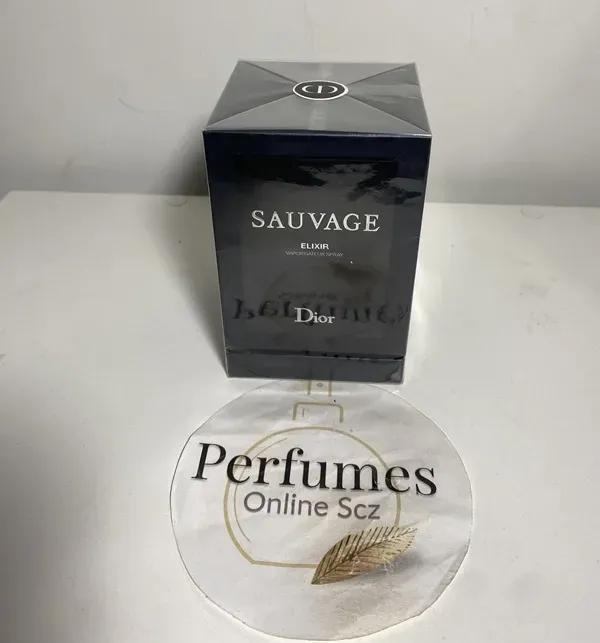 SAUVAGE
ELIXIR
VAPORISATEUR SPRAY
Dior
Perfumes
Online Scz